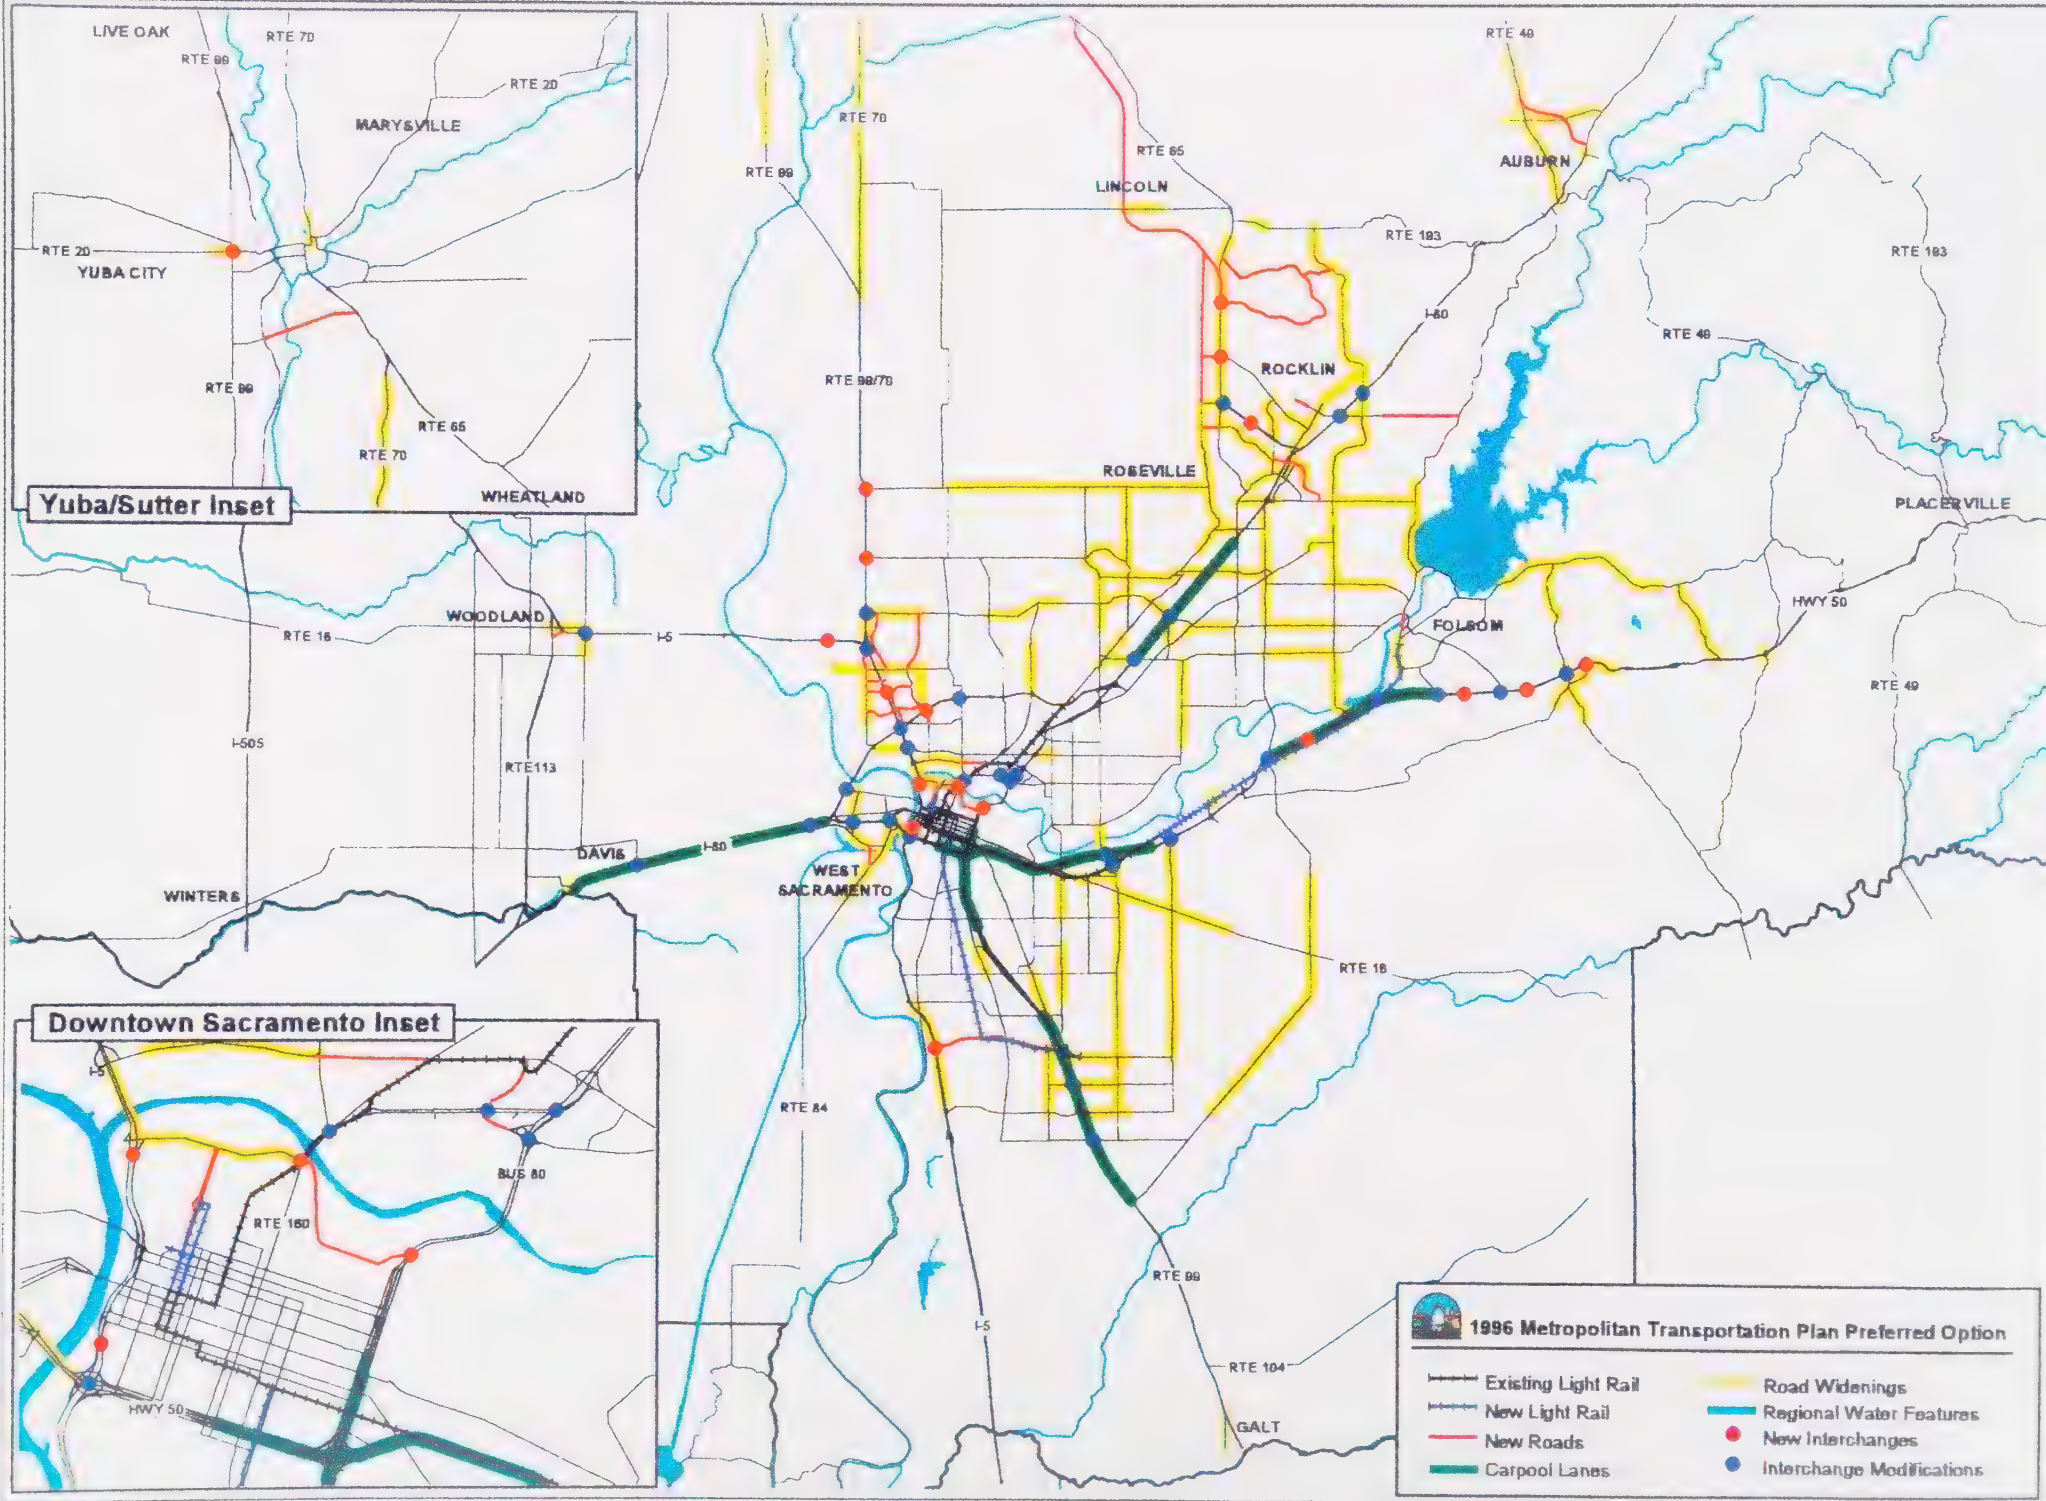 LIVE OAK
RTE 70
RTE 99
RTE 20
MARYSVILLE
RTE 20
YUBA CITY
RTE 99
RTE 65
RTE 70
WHEATLAND
Yuba/Sutter Inset
RTE 70
RTE 99
RTE 65
LINCOLN
RTE 49
AUBURN
RTE 193
RTE 193
I-80
RTE 49
RTE 99/70
ROCKLIN
ROSEVILLE
PLACERVILLE
HWY 50
WOODLAND
RTE 16
I-5
FOLSOM
RTE 49
I-505
RTE 113
DAVIS
I-80
WINTERS
WEST
SACRAMENTO
RTE 16
RTE 84
RTE 99
I-5
RTE 104
GALT
Downtown Sacramento Inset
I-5
BUS 80
RTE 160
HWY 50
1996 Metropolitan Transportation Plan Preferred Option
Existing Light Rail
New Light Rail
New Roads
Carpool Lanes
Road Widenings
Regional Water Features
New Interchanges
Interchange Modifications